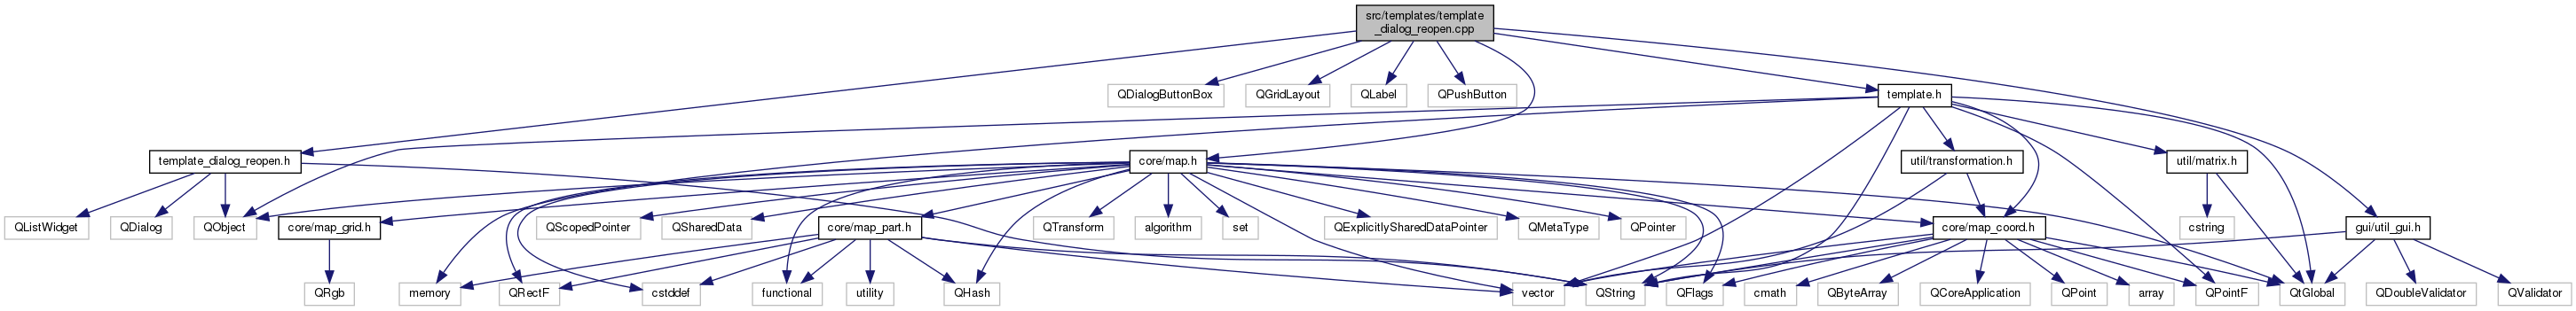 src/templates/template
_dialog_reopen.cpp
QDialogButtonBox
QGridLayout
QLabel
QPushButton
template.h
template_dialog_reopen.h
core/map.h
util/transformation.h
util/matrix.h
QListWidget
QDialog
QObject
core/map_grid.h
QScopedPointer
QSharedData
core/map_part.h
QTransform
algorithm
set
QExplicitlySharedDataPointer
QMetaType
QPointer
core/map_coord.h
cstring
gui/util_gui.h
QRgb
memory
QRectF
cstddef
functional
utility
QHash
vector
QString
QFlags
cmath
QByteArray
QCoreApplication
QPoint
array
QPointF
QtGlobal
QDoubleValidator
QValidator